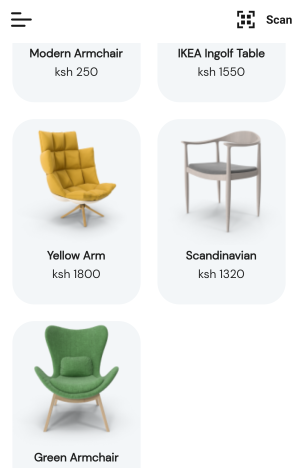 Scan
Modern Armchair
ksh 250
IKEA Ingolf Table
ksh 1550
Yellow Arm
ksh 1800
Scandinavian
ksh 1320
Green Armchair